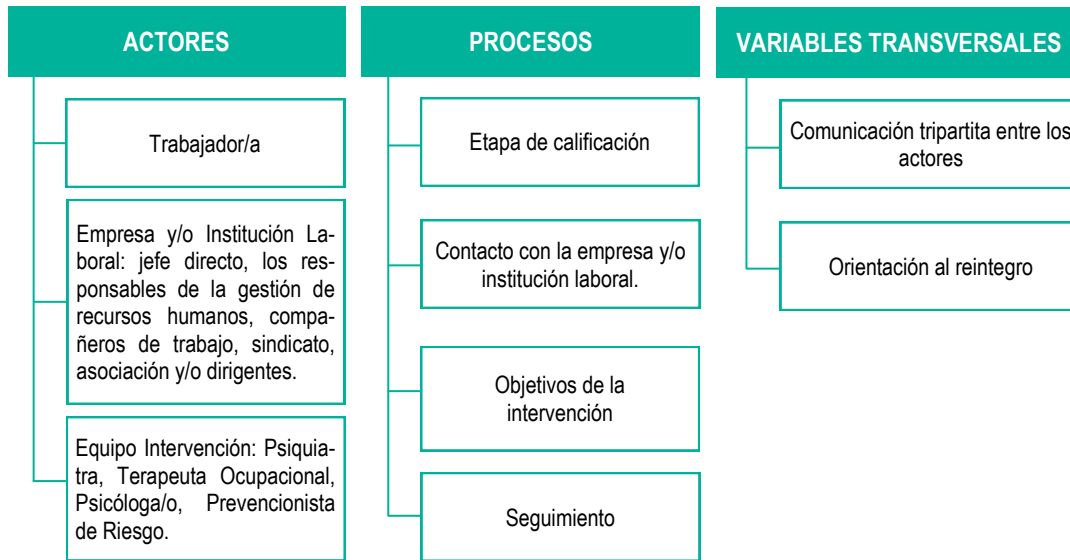 ACTORES
Trabajador/a
Empresa y/o Institución La-
boral: jefe directo, los res-
ponsables de la gestión de
recursos humanos, compa-
ñeros de trabajo, sindicato,
asociación y/o dirigentes.
Equipo Intervención: Psiquia-
tra, Terapeuta Ocupacional,
Psicóloga/o, Prevencionista
de Riesgo.
PROCESOS
Etapa de calificación
Contacto con la empresa y/o
institución laboral.
Objetivos de la
intervención
Seguimiento
VARIABLES TRANSVERSALES
Comunicación tripartita entre los
actores
Orientación al reintegro